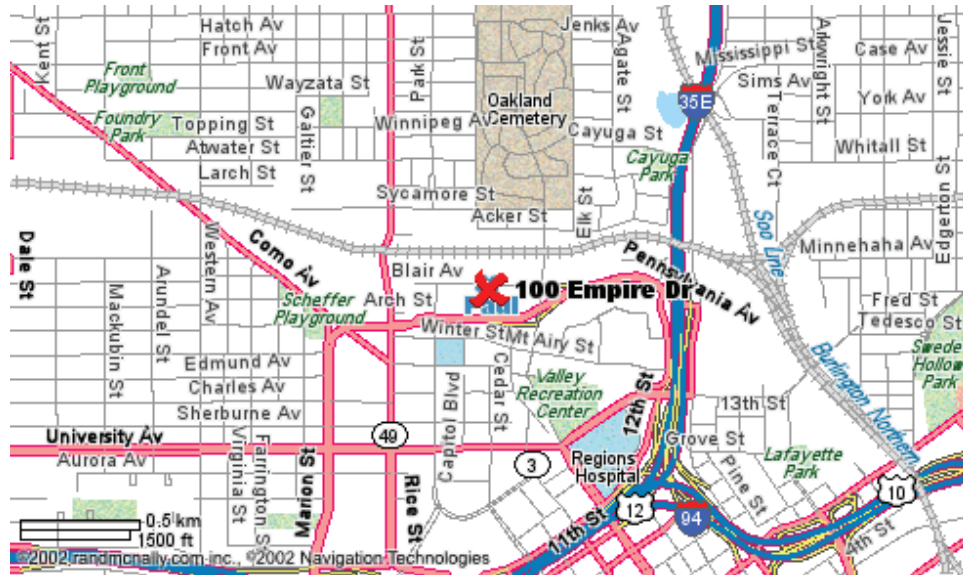 Hatch Av
Front Av
Kent St
Front
Playground
Wayzata St
Park St
Galtier St
Foundry
Park
Topping St
Atwater St
Larch St
Winnipeg Av
Oakland
Cemetery
Jenks Av
Agate St
Mississippi St
Sims Av
Arkwright St
Case Av
Jessie St
York Av
35E
Terrace Ct
Cayuga St
Cayuga
Park
Whitall St
Edgequon St
Sycamore St
Acker St
Elk St
Soo Line
Minnehaha Av
Dale St
Western Av
Como Av
Blair Av
Pennsylvania Av
100 Empire Dr
Paul
Arundel St
Mackubin St
Scheffer
Playground
Arch St
Winter St
Mt Airy St
Fred St
Tedesco St
Swede
Hollow
Park
Burlington Northern
Edmund Av
Charles Av
Sherburne Av
Capitol Blvd
Cedar St
Valley
Recreation
Center
12th St
13th St
University Av
Aurora Av
Virginia St
Farrington S
Marion St
49
Rice St
3
Regions
Hospital
Grove St
Pine St
Lafayette
Park
11th St
12
94
10
4th St
0.5 km
1500 ft
©2002 randmcnally.com inc., ©2002 Navigation Technologies